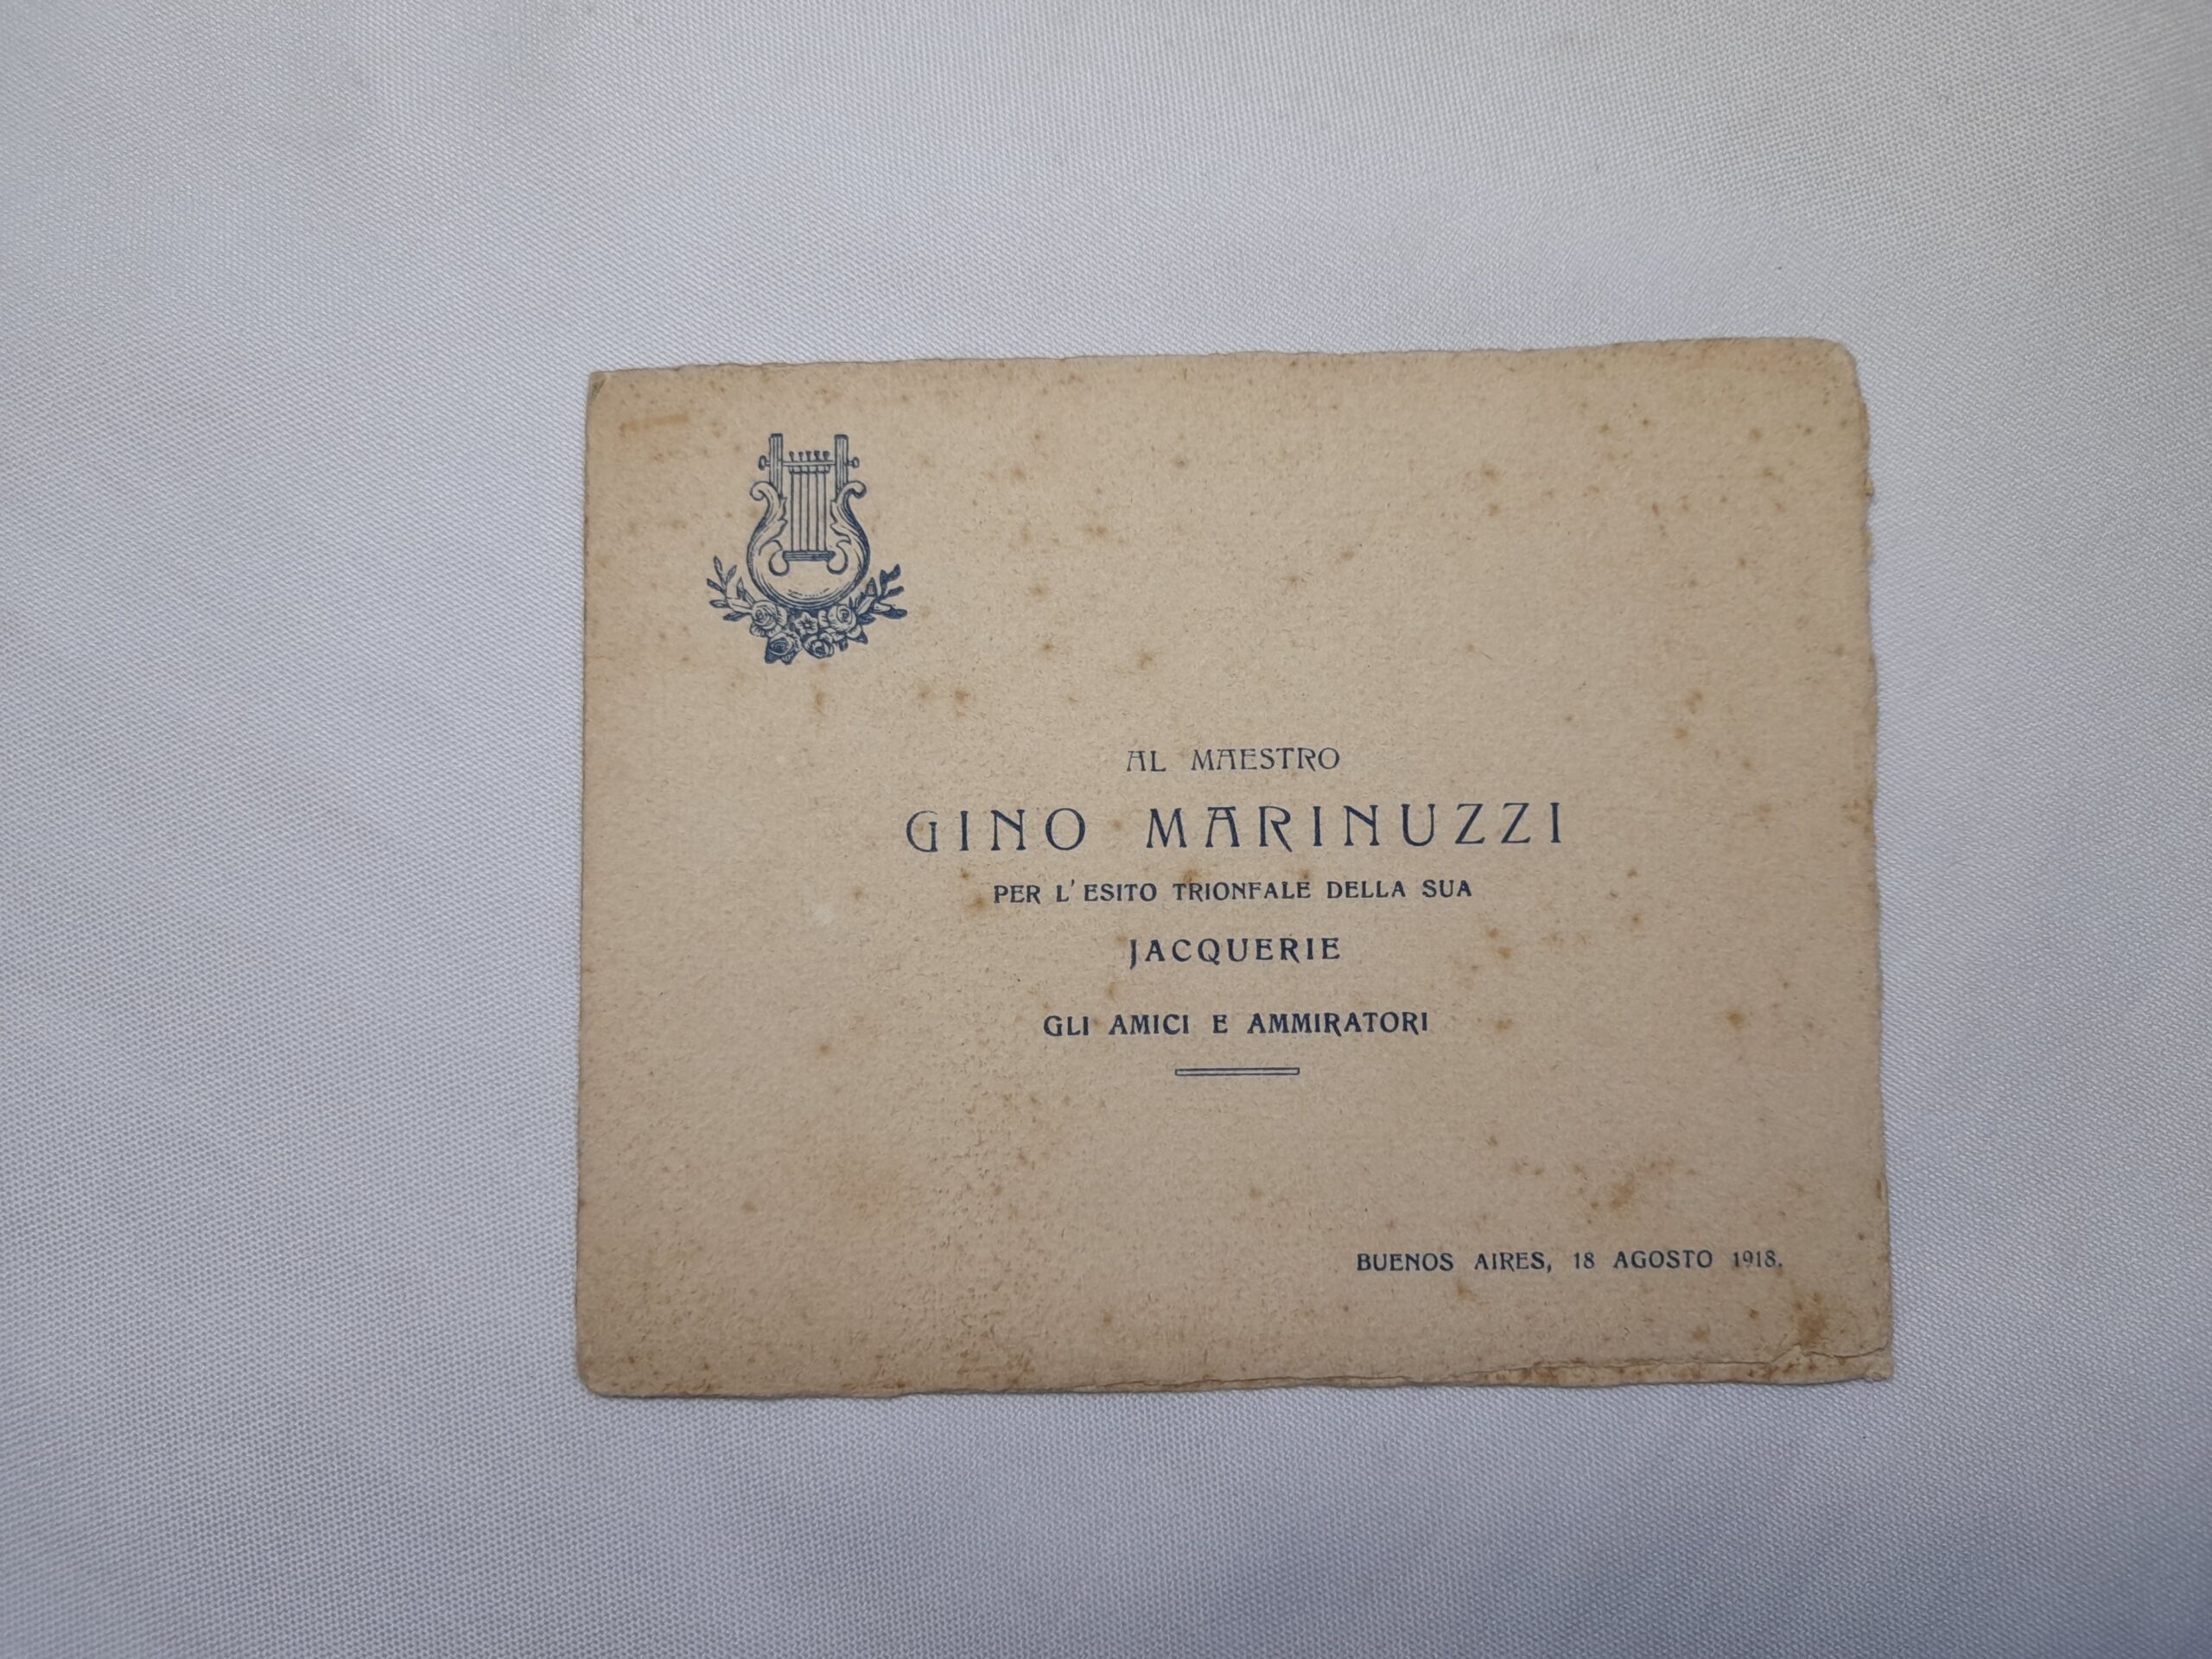 AL MAESTRO
GINO MARINUZZI
PER L'ESITO TRIONFALE DELLA SUA
JACQUERIE
GLI AMICI E AMMIRATORI
BUENOS AIRES, 18 AGOSTO 1918.